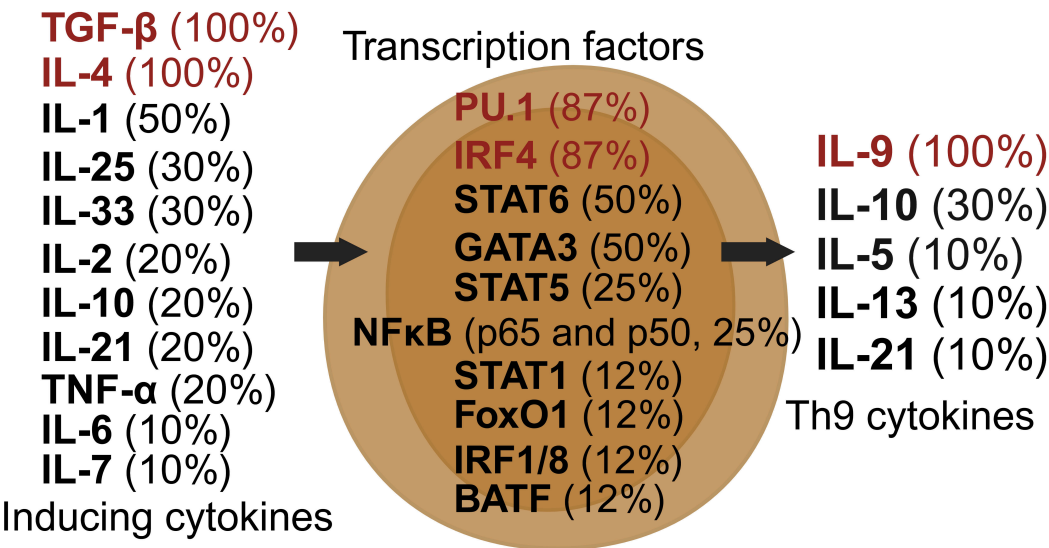 TGF-β (100%)
IL-4 (100%)
IL-1 (50%)
IL-25 (30%)
IL-33 (30%)
IL-2 (20%)
IL-10 (20%)
IL-21 (20%)
TNF-α (20%)
IL-6 (10%)
IL-7 (10%)
Inducing cytokines
Transcription factors
PU.1 (87%)
IRF4 (87%)
STAT6 (50%)
GATA3 (50%)
STAT5 (25%)
NFκB (p65 and p50, 25%)
STAT1 (12%)
FoxO1 (12%)
IRF1/8 (12%)
BATF (12%)
IL-9 (100%)
IL-10 (30%)
IL-5 (10%)
IL-13 (10%)
IL-21 (10%)
Th9 cytokines